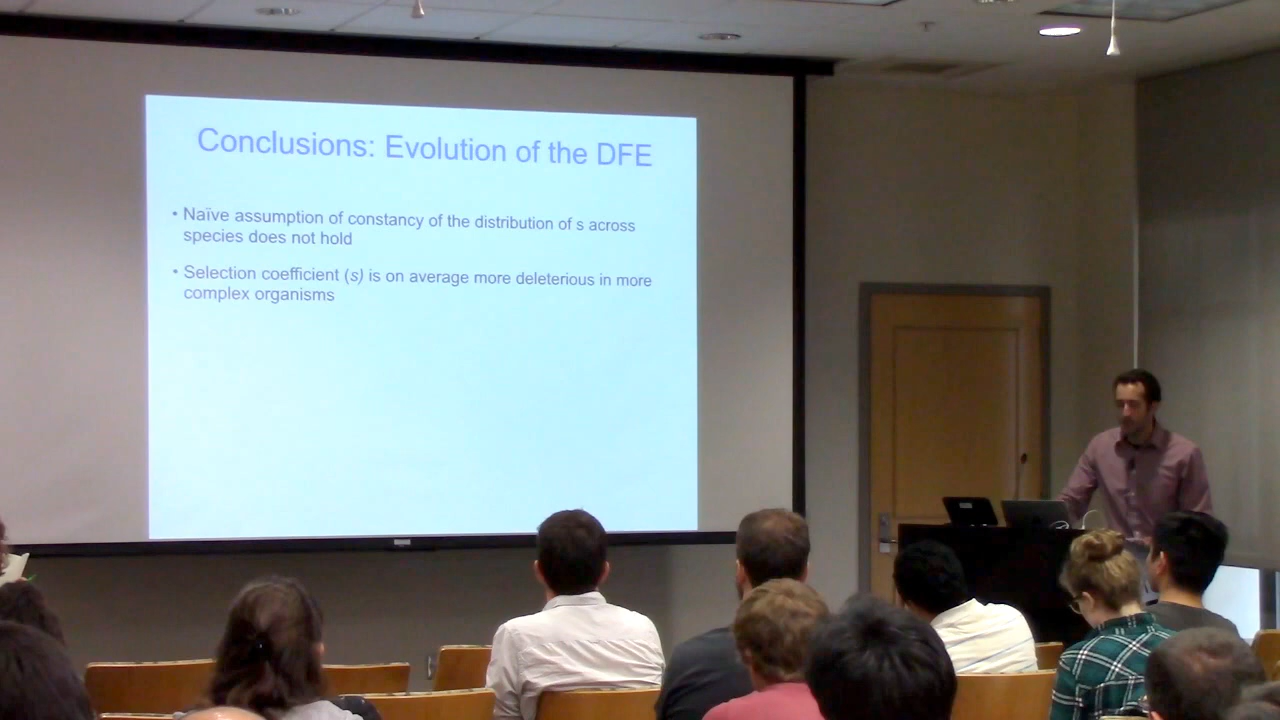 Conclusions: Evolution of the DFE
• Naïve assumption of constancy of the distribution of s across
species does not hold
• Selection coefficient (s) is on average more deleterious in more
complex organisms